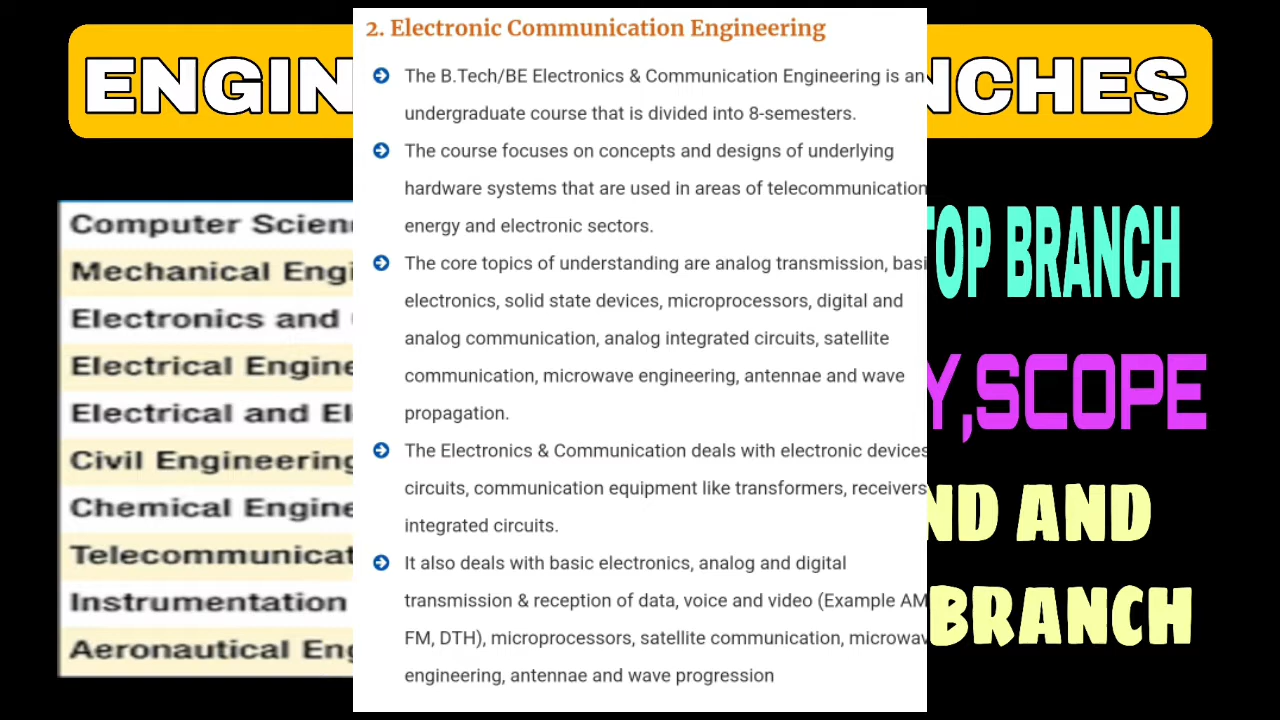 ENGIN NCHES
2. Electronic Communication Engineering
The B.Tech/BE Electronics & Communication Engineering is an
undergraduate course that is divided into 8-semesters.
The course focuses on concepts and designs of underlying
hardware systems that are used in areas of telecommunication
energy and electronic sectors.
The core topics of understanding are analog transmission, basi
electronics, solid state devices, microprocessors, digital and
analog communication, analog integrated circuits, satellite
communication, microwave engineering, antennae and wave
propagation.
The Electronics & Communication deals with electronic devices
circuits, communication equipment like transformers, receivers
integrated circuits.
It also deals with basic electronics, analog and digital
transmission & reception of data, voice and video (Example AM
FM, DTH), microprocessors, satellite communication, microwav
engineering, antennae and wave progression
Computer Scien
Mechanical Engi
Electronics and
Electrical Engine
Electrical and El
Civil Engineering
Chemical Engine
Telecommunicat
Instrumentation
Aeronautical Eng
TOP BRANCH
Y,SCOPE
ND AND
BRANCH